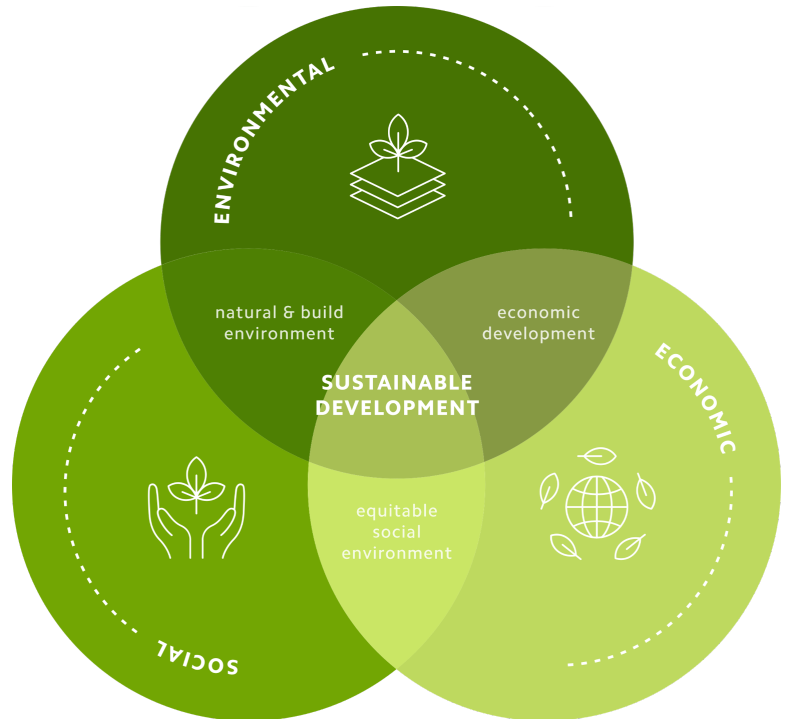 ENVIRONMENTAL
natural & build
environment
economic
development
SUSTAINABLE
DEVELOPMENT
ECONOMIC
equitable
social
environment
SOCIAL